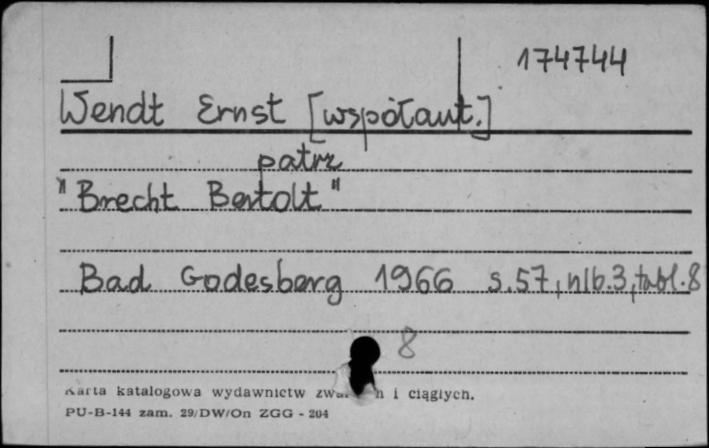 174744
Wendt Ernst [współaut.]
patrz
"Brecht Bertolt"
Bad Godesberg 1966 s.57, nlb.3, tabl.8
8
Karta katalogowa wydawnictw i ciągłych.
PU-B-144 zam. 29/DW/On ZGG - 204